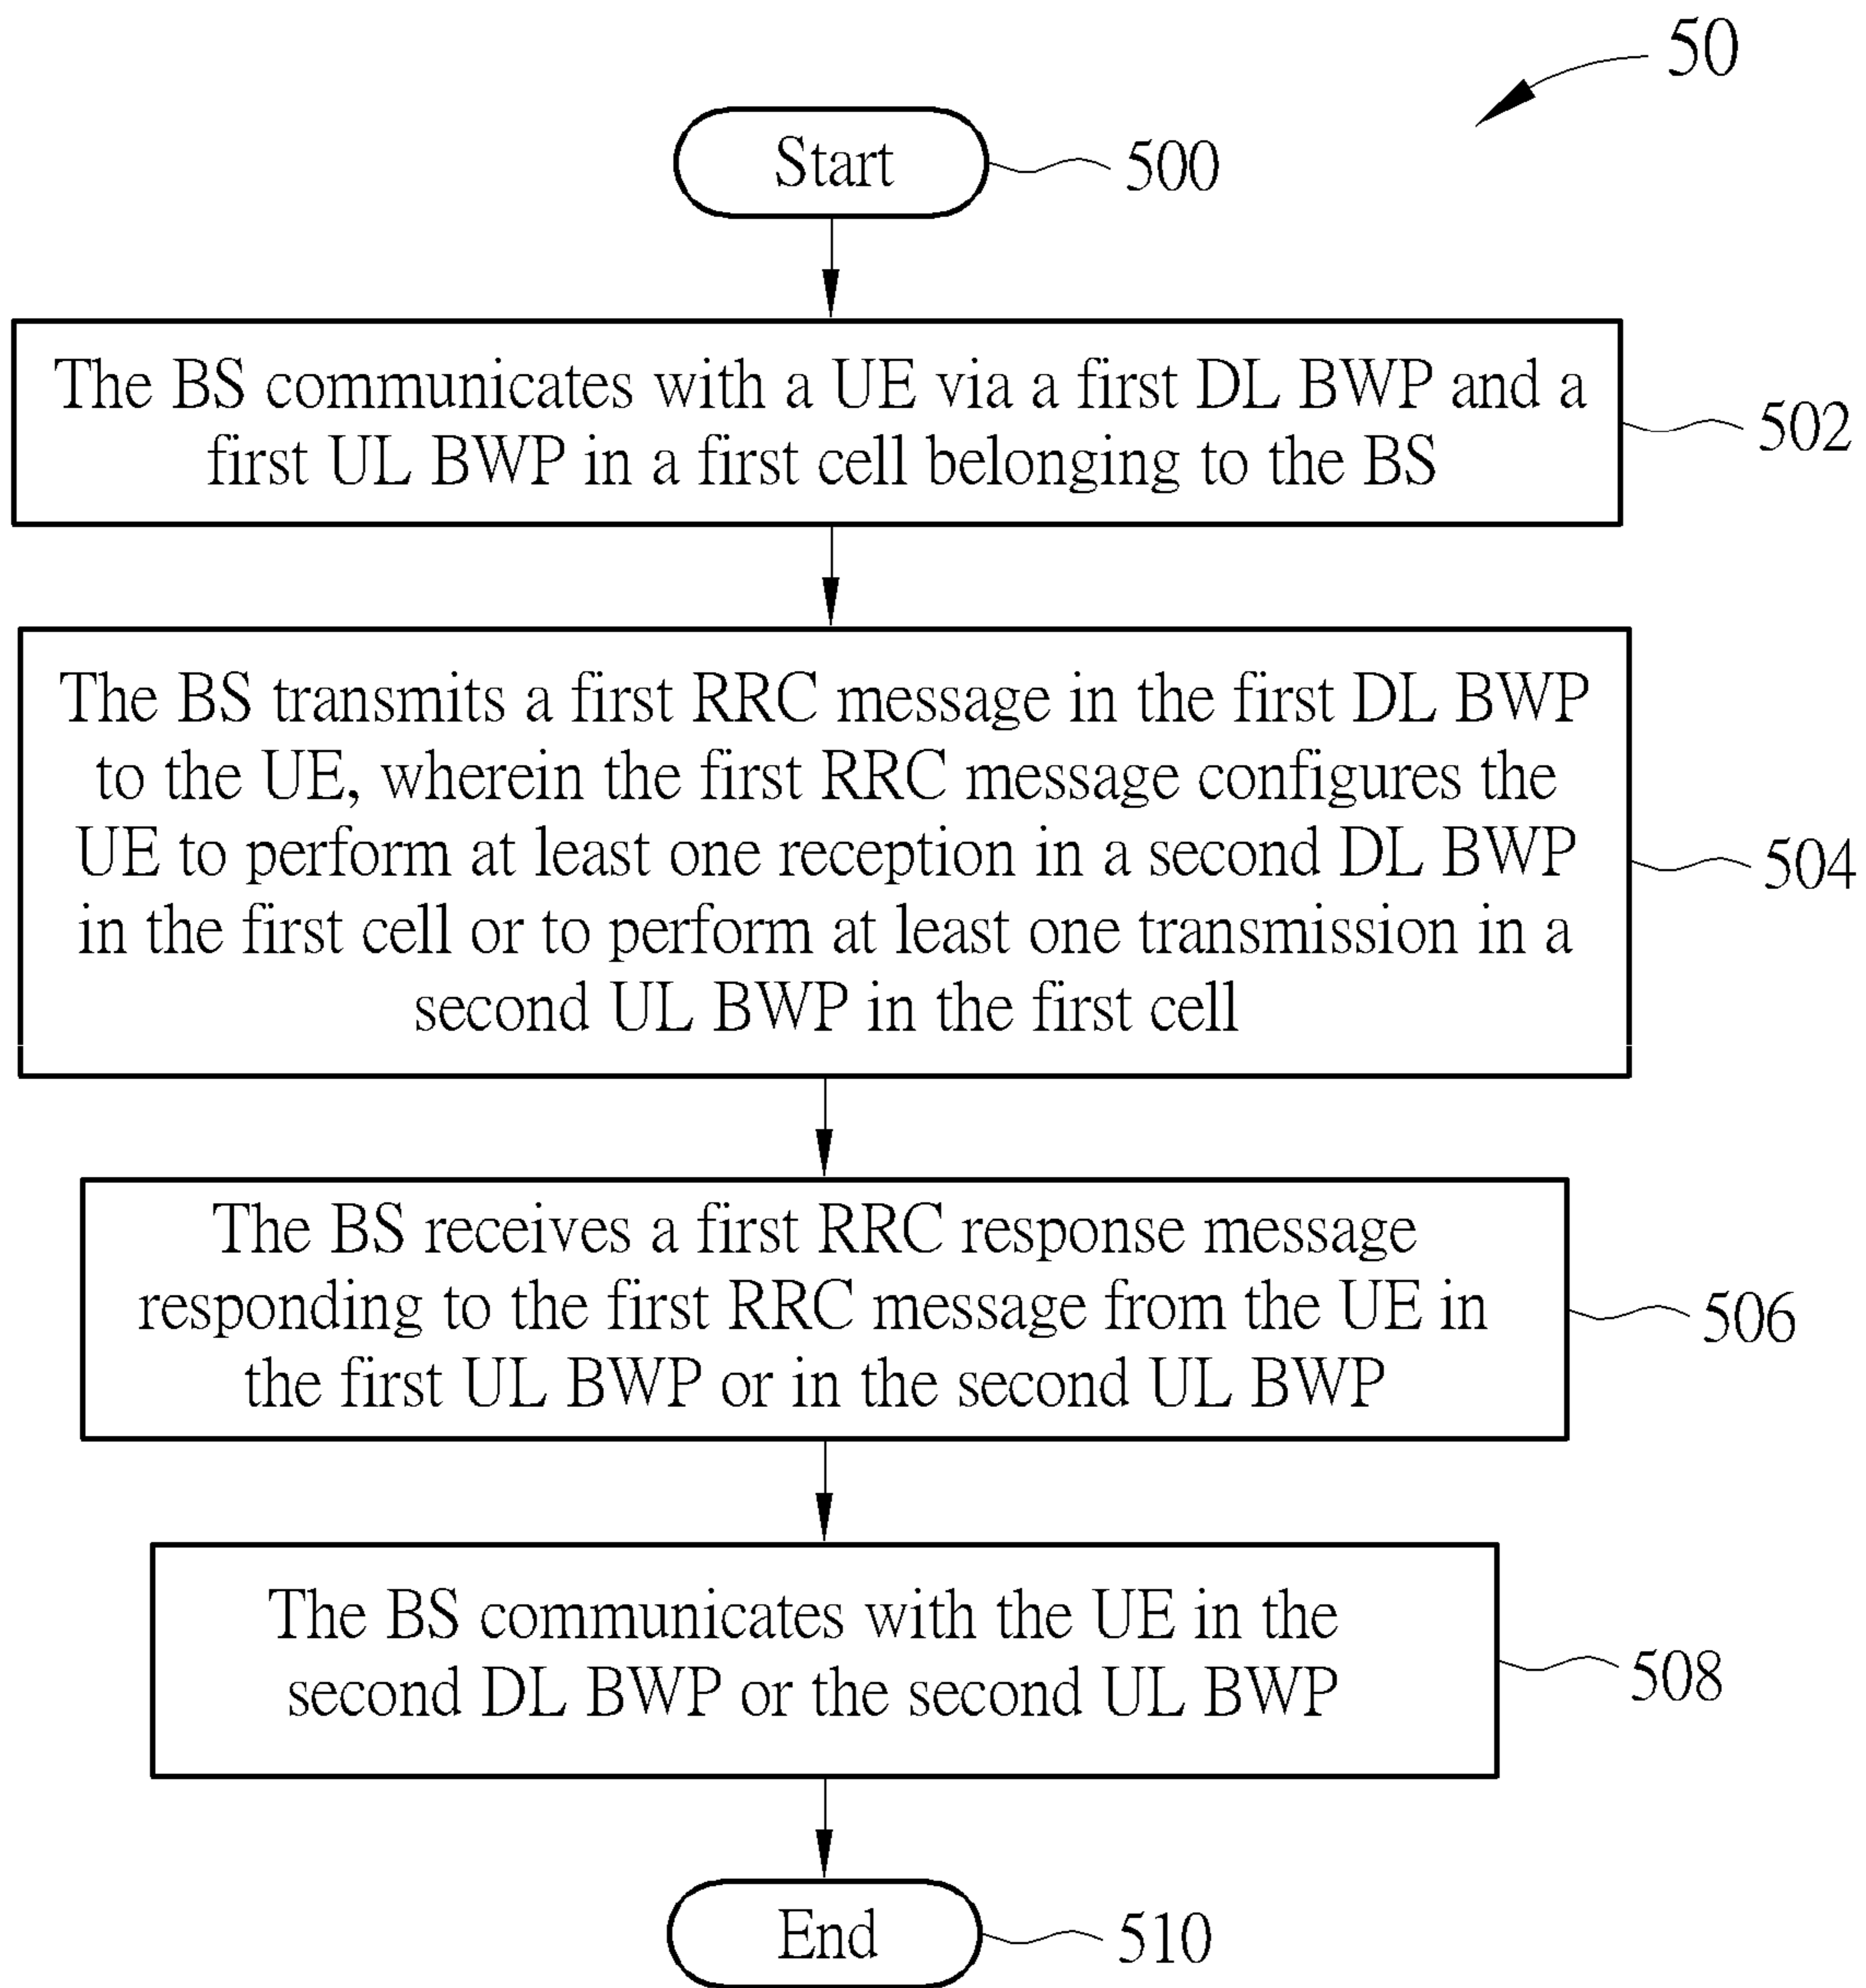 50
Start
500
The BS communicates with a UE via a first DL BWP and a
first UL BWP in a first cell belonging to the BS
502
The BS transmits a first RRC message in the first DL BWP
to the UE, wherein the first RRC message configures the
UE to perform at least one reception in a second DL BWP
in the first cell or to perform at least one transmission in a
second UL BWP in the first cell
504
The BS receives a first RRC response message
responding to the first RRC message from the UE in
the first UL BWP or in the second UL BWP
506
The BS communicates with the UE in the
second DL BWP or the second UL BWP
508
End
510